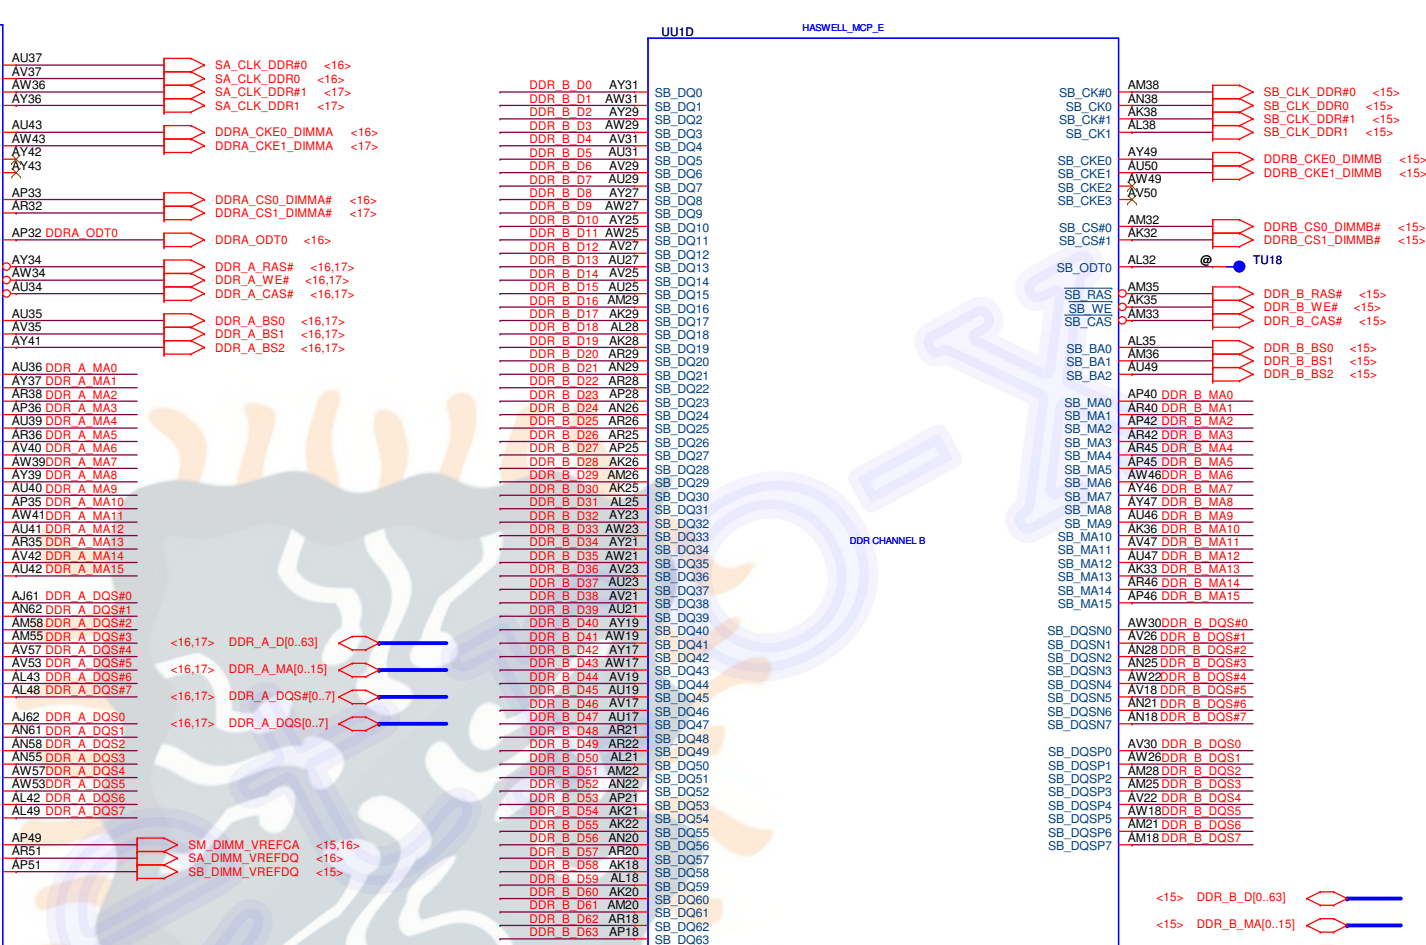 UU1D
HASWELL_MCP_E
AU37 SA_CLK_DDR#0 <16>
AV37 SA_CLK_DDR0 <16>
AW36 SA_CLK_DDR#1 <17>
AY36 SA_CLK_DDR1 <17>
AU43 DDRA_CKE0_DIMMA <16>
AW43 DDRA_CKE1_DIMMA <17>
AY42
AY43
AP33 DDRA_CS0_DIMMA# <16>
AR32 DDRA_CS1_DIMMA# <17>
AP32 DDRA_ODT0 DDRA_ODT0 <16>
AY34 DDR_A_RAS# <16,17>
AW34 DDR_A_WE# <16,17>
AU34 DDR_A_CAS# <16,17>
AU35 DDR_A_BS0 <16,17>
AV35 DDR_A_BS1 <16,17>
AY41 DDR_A_BS2 <16,17>
AU36 DDR_A_MA0
AY37 DDR_A_MA1
AR38 DDR_A_MA2
AP36 DDR_A_MA3
AU39 DDR_A_MA4
AR36 DDR_A_MA5
AV40 DDR_A_MA6
AW39 DDR_A_MA7
AY39 DDR_A_MA8
AU40 DDR_A_MA9
AP35 DDR_A_MA10
AW41 DDR_A_MA11
AU41 DDR_A_MA12
AR35 DDR_A_MA13
AV42 DDR_A_MA14
AU42 DDR_A_MA15
AJ61 DDR_A_DQS#0
AN62 DDR_A_DQS#1
AM58 DDR_A_DQS#2
AM55 DDR_A_DQS#3
AV57 DDR_A_DQS#4
AV53 DDR_A_DQS#5
AL43 DDR_A_DQS#6
AL48 DDR_A_DQS#7
AJ62 DDR_A_DQS0
AN61 DDR_A_DQS1
AN58 DDR_A_DQS2
AN55 DDR_A_DQS3
AW57 DDR_A_DQS4
AW53 DDR_A_DQS5
AL42 DDR_A_DQS6
AL49 DDR_A_DQS7
AP49 SM_DIMM_VREFCA <15,16>
AR51 SA_DIMM_VREFDQ <16>
AP51 SB_DIMM_VREFDQ <15>
<16,17> DDR_A_D[0..63]
<16,17> DDR_A_MA[0..15]
<16,17> DDR_A_DQS#[0..7]
<16,17> DDR_A_DQS[0..7]
DDR_B_D0 AY31 SB_DQ0
DDR_B_D1 AW31 SB_DQ1
DDR_B_D2 AY29 SB_DQ2
DDR_B_D3 AW29 SB_DQ3
DDR_B_D4 AV31 SB_DQ4
DDR_B_D5 AU31 SB_DQ5
DDR_B_D6 AV29 SB_DQ6
DDR_B_D7 AU29 SB_DQ7
DDR_B_D8 AY27 SB_DQ8
DDR_B_D9 AW27 SB_DQ9
DDR_B_D10 AY25 SB_DQ10
DDR_B_D11 AW25 SB_DQ11
DDR_B_D12 AV27 SB_DQ12
DDR_B_D13 AU27 SB_DQ13
DDR_B_D14 AV25 SB_DQ14
DDR_B_D15 AU25 SB_DQ15
DDR_B_D16 AM29 SB_DQ16
DDR_B_D17 AK29 SB_DQ17
DDR_B_D18 AL28 SB_DQ18
DDR_B_D19 AK28 SB_DQ19
DDR_B_D20 AR29 SB_DQ20
DDR_B_D21 AN29 SB_DQ21
DDR_B_D22 AR28 SB_DQ22
DDR_B_D23 AP28 SB_DQ23
DDR_B_D24 AN26 SB_DQ24
DDR_B_D25 AR26 SB_DQ25
DDR_B_D26 AR25 SB_DQ26
DDR_B_D27 AP25 SB_DQ27
DDR_B_D28 AK26 SB_DQ28
DDR_B_D29 AM26 SB_DQ29
DDR_B_D30 AK25 SB_DQ30
DDR_B_D31 AL25 SB_DQ31
DDR_B_D32 AY23 SB_DQ32
DDR_B_D33 AW23 SB_DQ33
DDR_B_D34 AY21 SB_DQ34
DDR_B_D35 AW21 SB_DQ35
DDR_B_D36 AV23 SB_DQ36
DDR_B_D37 AU23 SB_DQ37
DDR_B_D38 AV21 SB_DQ38
DDR_B_D39 AU21 SB_DQ39
DDR_B_D40 AY19 SB_DQ40
DDR_B_D41 AW19 SB_DQ41
DDR_B_D42 AY17 SB_DQ42
DDR_B_D43 AW17 SB_DQ43
DDR_B_D44 AV19 SB_DQ44
DDR_B_D45 AU19 SB_DQ45
DDR_B_D46 AV17 SB_DQ46
DDR_B_D47 AU17 SB_DQ47
DDR_B_D48 AR21 SB_DQ48
DDR_B_D49 AR22 SB_DQ49
DDR_B_D50 AL21 SB_DQ50
DDR_B_D51 AM22 SB_DQ51
DDR_B_D52 AN22 SB_DQ52
DDR_B_D53 AP21 SB_DQ53
DDR_B_D54 AK21 SB_DQ54
DDR_B_D55 AK22 SB_DQ55
DDR_B_D56 AN20 SB_DQ56
DDR_B_D57 AR20 SB_DQ57
DDR_B_D58 AK18 SB_DQ58
DDR_B_D59 AL18 SB_DQ59
DDR_B_D60 AK20 SB_DQ60
DDR_B_D61 AM20 SB_DQ61
DDR_B_D62 AR18 SB_DQ62
DDR_B_D63 AP18 SB_DQ63
DDR CHANNEL B
SB_CK#0 AM38 SB_CLK_DDR#0 <15>
SB_CK0 AN38 SB_CLK_DDR0 <15>
SB_CK#1 AK38 SB_CLK_DDR#1 <15>
SB_CK1 AL38 SB_CLK_DDR1 <15>
SB_CKE0 AY49 DDRB_CKE0_DIMMB <15>
SB_CKE1 AU50 DDRB_CKE1_DIMMB <15>
SB_CKE2 AW49
SB_CKE3 AV50
SB_CS#0 AM32 DDRB_CS0_DIMMB# <15>
SB_CS#1 AK32 DDRB_CS1_DIMMB# <15>
SB_ODT0 AL32 @ TU18
SB_RAS AM35 DDR_B_RAS# <15>
SB_WE AK35 DDR_B_WE# <15>
SB_CAS AM33 DDR_B_CAS# <15>
SB_BA0 AL35 DDR_B_BS0 <15>
SB_BA1 AM36 DDR_B_BS1 <15>
SB_BA2 AU49 DDR_B_BS2 <15>
SB_MA0 AP40 DDR_B_MA0
SB_MA1 AR40 DDR_B_MA1
SB_MA2 AP42 DDR_B_MA2
SB_MA3 AR42 DDR_B_MA3
SB_MA4 AR45 DDR_B_MA4
SB_MA5 AP45 DDR_B_MA5
SB_MA6 AW46 DDR_B_MA6
SB_MA7 AY46 DDR_B_MA7
SB_MA8 AY47 DDR_B_MA8
SB_MA9 AU46 DDR_B_MA9
SB_MA10 AK36 DDR_B_MA10
SB_MA11 AV47 DDR_B_MA11
SB_MA12 AU47 DDR_B_MA12
SB_MA13 AK33 DDR_B_MA13
SB_MA14 AR46 DDR_B_MA14
SB_MA15 AP46 DDR_B_MA15
SB_DQSN0 AW30 DDR_B_DQS#0
SB_DQSN1 AV26 DDR_B_DQS#1
SB_DQSN2 AN28 DDR_B_DQS#2
SB_DQSN3 AN25 DDR_B_DQS#3
SB_DQSN4 AW22 DDR_B_DQS#4
SB_DQSN5 AV18 DDR_B_DQS#5
SB_DQSN6 AN21 DDR_B_DQS#6
SB_DQSN7 AN18 DDR_B_DQS#7
SB_DQSP0 AV30 DDR_B_DQS0
SB_DQSP1 AW26 DDR_B_DQS1
SB_DQSP2 AM28 DDR_B_DQS2
SB_DQSP3 AM25 DDR_B_DQS3
SB_DQSP4 AV22 DDR_B_DQS4
SB_DQSP5 AW18 DDR_B_DQS5
SB_DQSP6 AM21 DDR_B_DQS6
SB_DQSP7 AM18 DDR_B_DQS7
<15> DDR_B_D[0..63]
<15> DDR_B_MA[0..15]